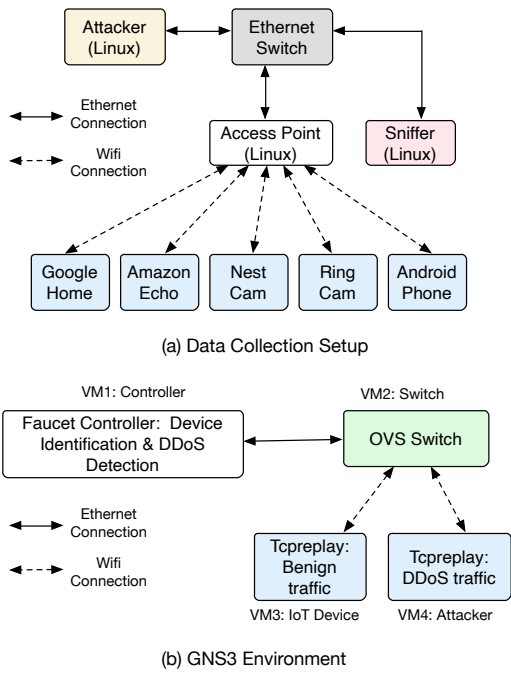 Attacker
(Linux)
Ethernet
Switch
Ethernet
Connection
Wifi
Connection
Access Point
(Linux)
Sniffer
(Linux)
Google
Home
Amazon
Echo
Nest
Cam
Ring
Cam
Android
Phone
(a) Data Collection Setup
VM1: Controller
VM2: Switch
Faucet Controller: Device
Identification & DDoS
Detection
OVS Switch
Ethernet
Connection
Wifi
Connection
Tcpreplay:
Benign
traffic
Tcpreplay:
DDoS traffic
VM3: IoT Device
VM4: Attacker
(b) GNS3 Environment